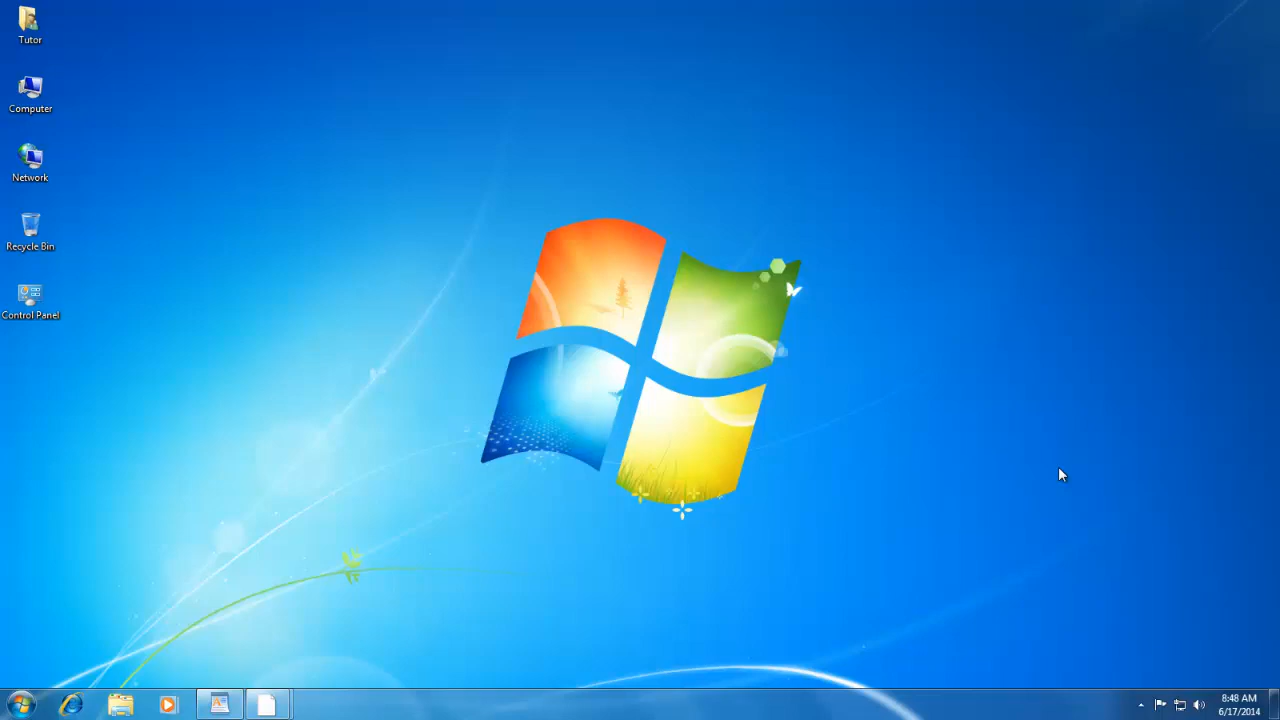 Tutor
Computer
Network
Recycle Bin
Control Panel
8:48 AM
6/17/2014